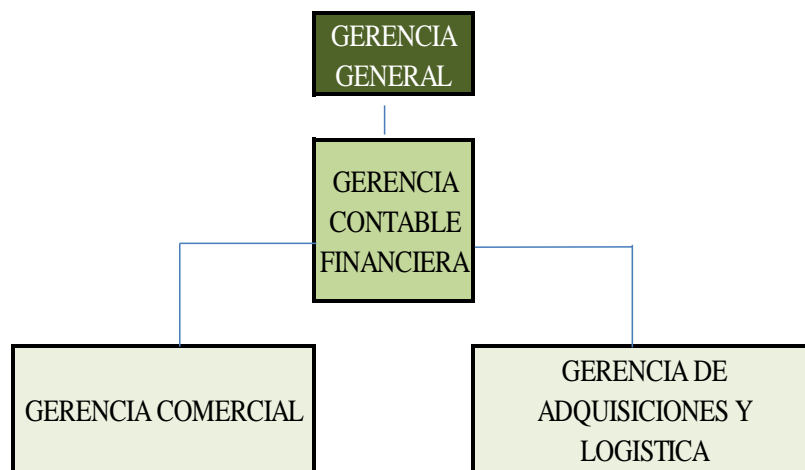 GERENCIA
GENERAL
GERENCIA
CONTABLE
FINANCIERA
GERENCIA COMERCIAL
GERENCIA DE
ADQUISICIONES Y
LOGISTICA